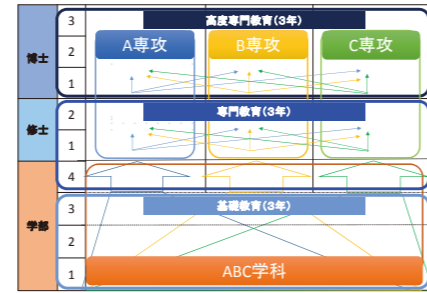 3
高度専門教育(3年)
博士
2
A専攻
B専攻
C専攻
1
2
専門教育(3年)
修士
1
4
学部
3
基礎教育(3年)
2
1
ABC学科